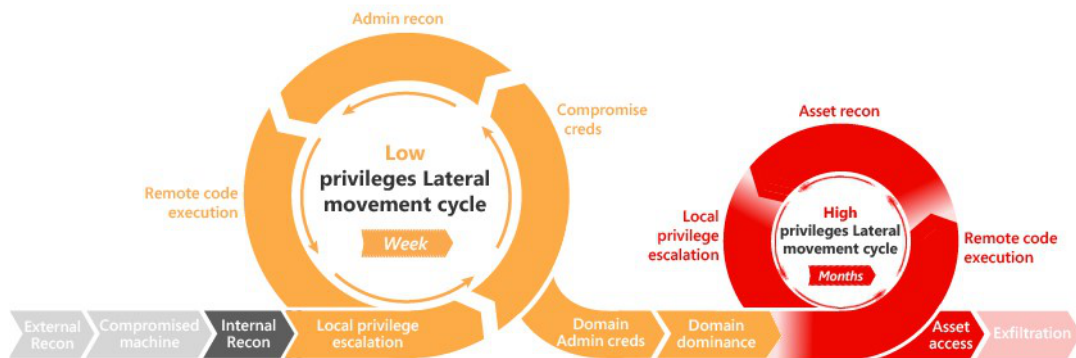 Admin recon
Compromise
creds
Low
privileges Lateral
movement cycle
Week
Remote code
execution
Asset recon
Local
privilege
escalation
High
privileges Lateral
movement cycle
Months
Remote code
execution
External
Recon
Compromised
machine
Internal
Recon
Local privilege
escalation
Domain
Admin creds
Domain
dominance
Asset
access
Exfiltration